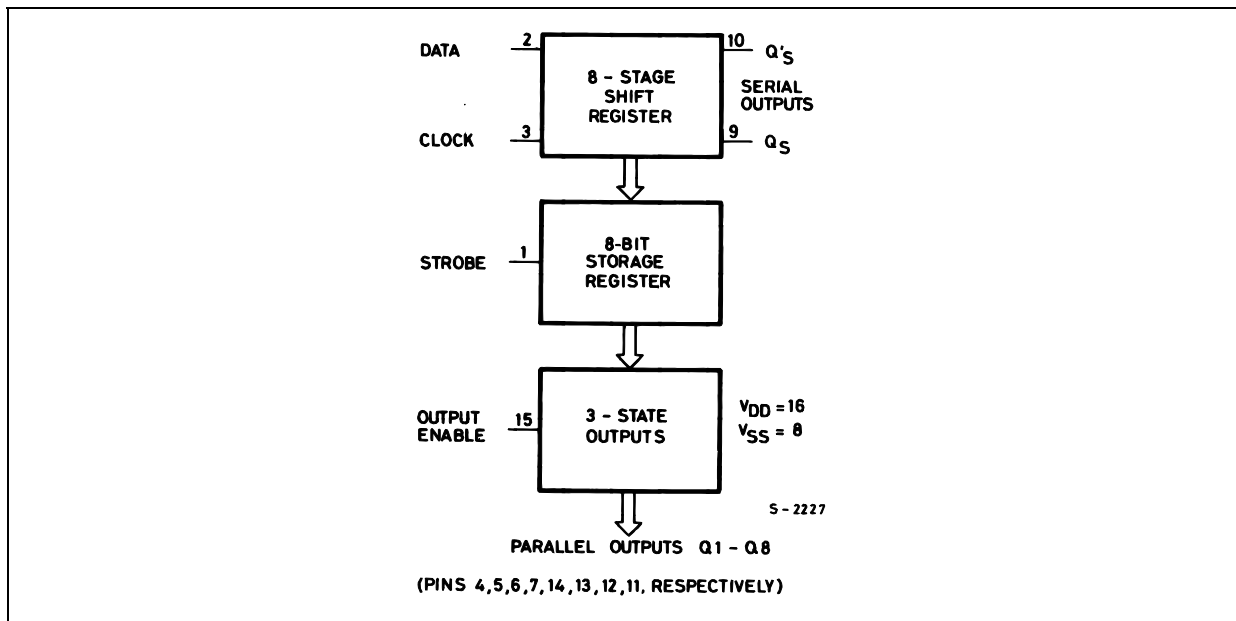 DATA
2
10
Q'S
8 - STAGE
SHIFT
REGISTER
SERIAL
OUTPUTS
CLOCK
3
9
QS
STROBE
1
8-BIT
STORAGE
REGISTER
OUTPUT
ENABLE
15
3 - STATE
OUTPUTS
VDD = 16
VSS = 8
S - 2227
PARALLEL OUTPUTS Q1 - Q8
(PINS 4,5,6,7,14,13,12,11, RESPECTIVELY)